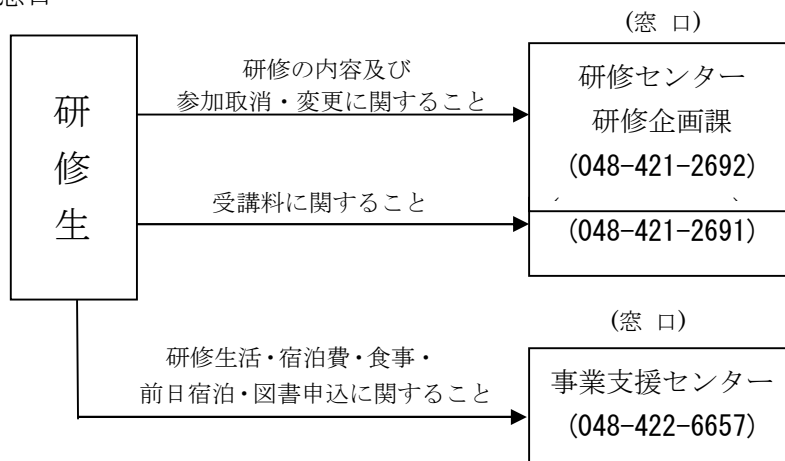 (窓 口)
研修生
研修の内容及び
参加取消・変更に関すること
研修センター
研修企画課
(048-421-2692)
受講料に関すること
(048-421-2691)
(窓 口)
研修生活・宿泊費・食事・
前日宿泊・図書申込に関すること
事業支援センター
(048-422-6657)